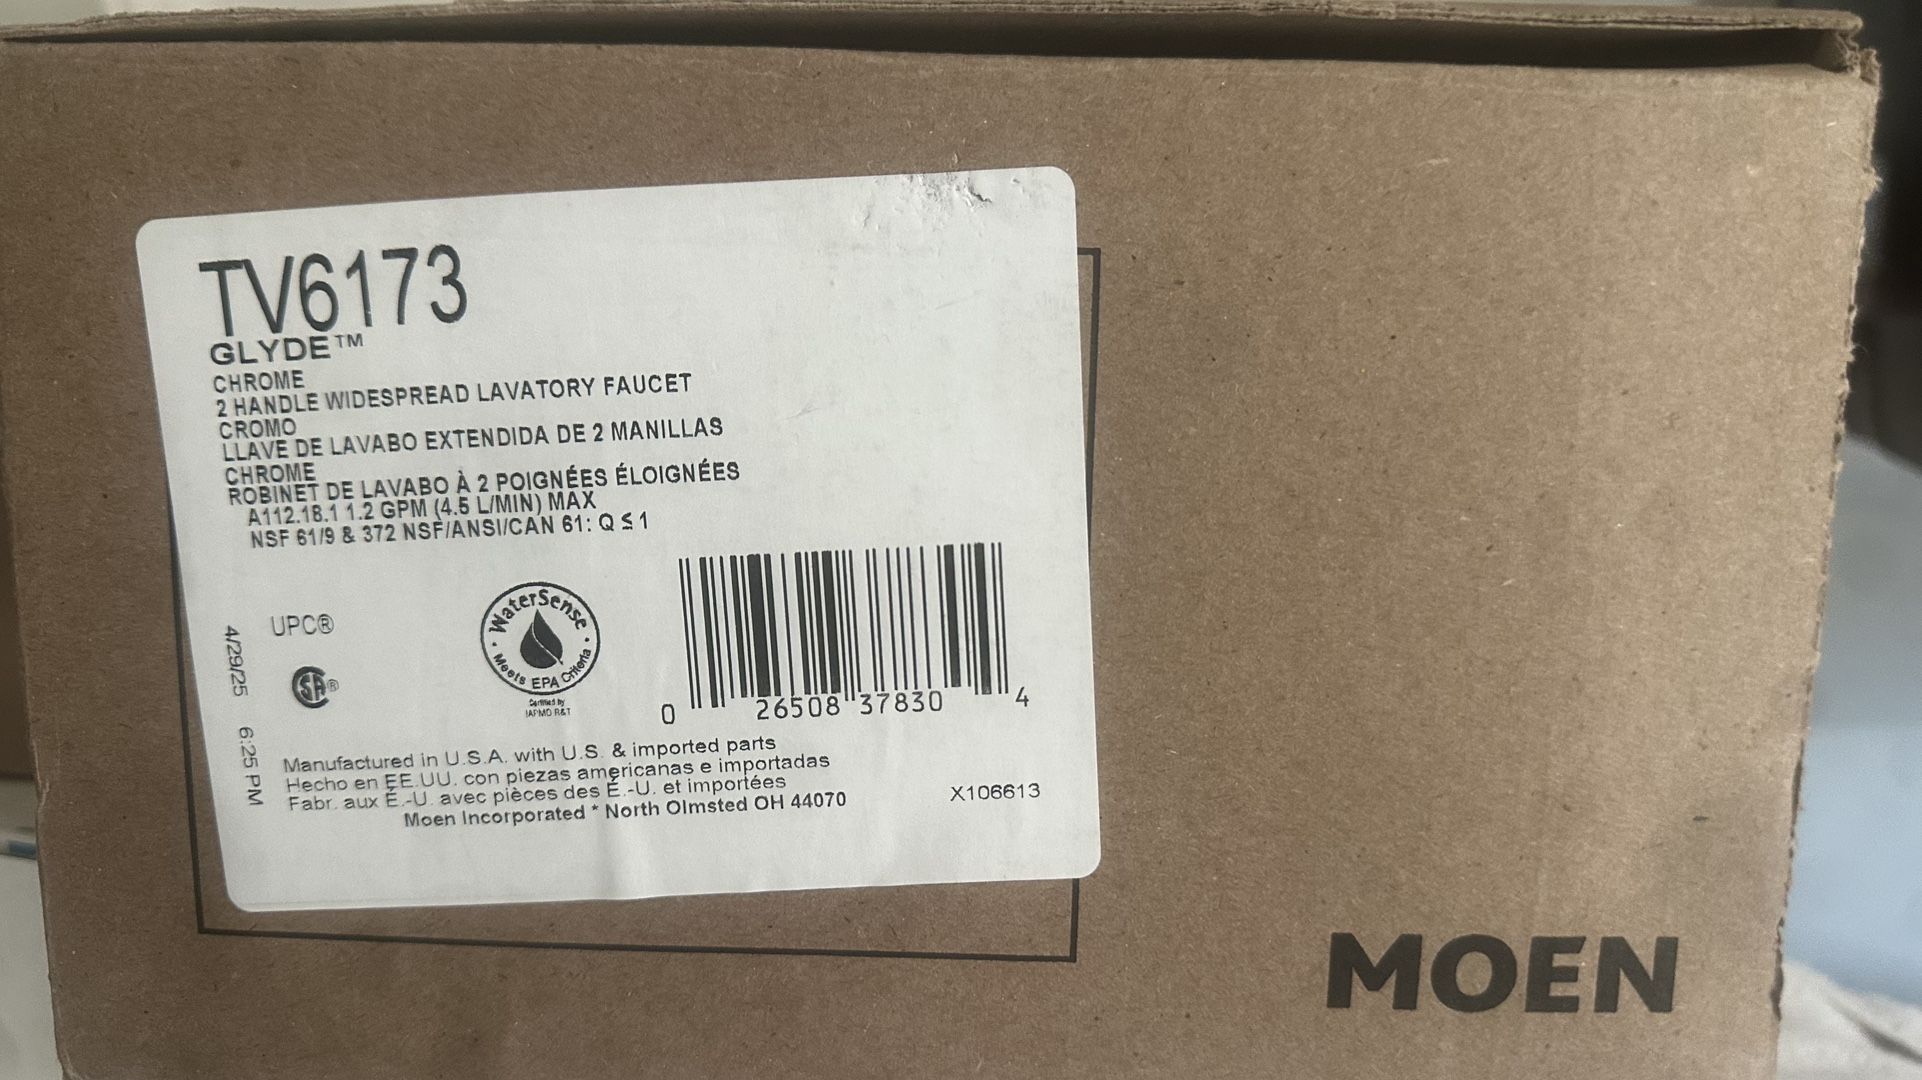 TV6173
GLYDE™
CHROME
2 HANDLE WIDESPREAD LAVATORY FAUCET
CROMO
LLAVE DE LAVABO EXTENDIDA DE 2 MANILLAS
CHROME
ROBINET DE LAVABO À 2 POIGNÉES ÉLOIGNÉES
A112.18.1 1.2 GPM (4.5 L/MIN) MAX
NSF 61/9 & 372 NSF/ANSI/CAN 61: Q ≤ 1
UPC®
SA®
4/29/25 6:25 PM
WaterSense
Meets EPA Criteria
Certified by
IAPMO R&T
0 26508 37830 4
Manufactured in U.S.A. with U.S. & imported parts
Hecho en EE.UU. con piezas americanas e importadas
Fabr. aux É.-U. avec pièces des É.-U. et importées
Moen Incorporated * North Olmsted OH 44070
X106613
MOEN